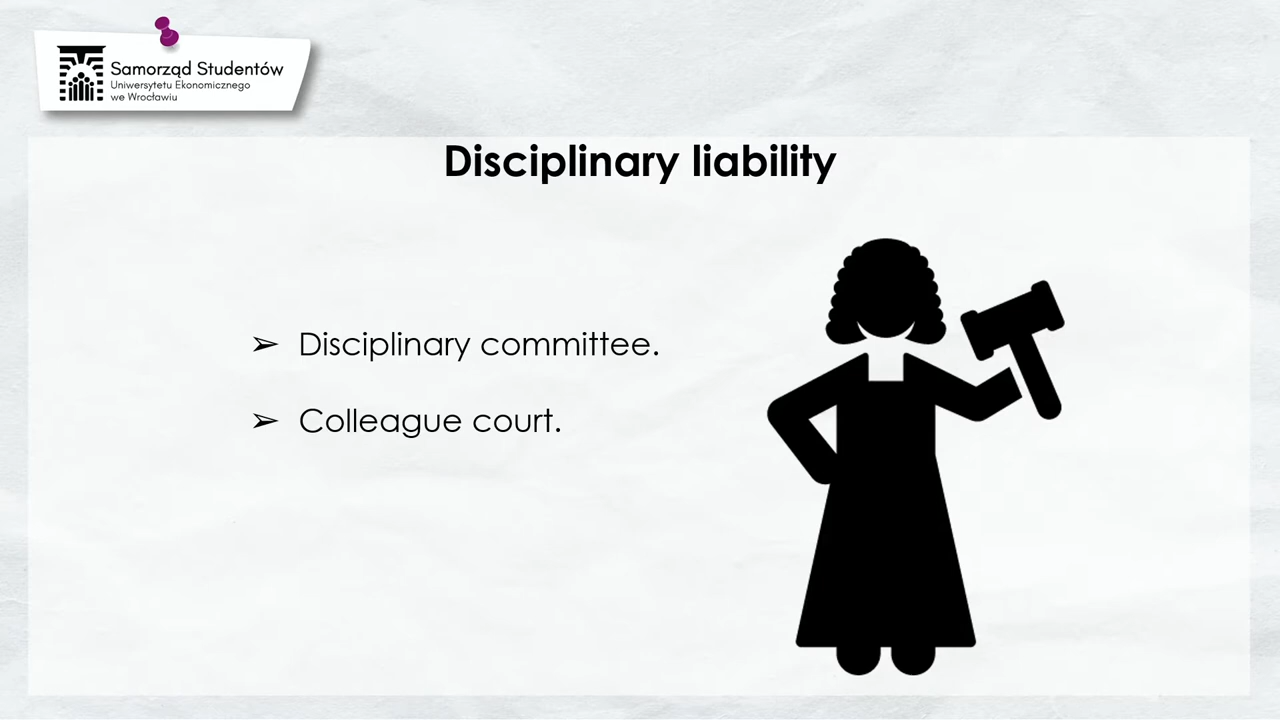 Samorząd Studentów
Uniwersytetu Ekonomicznego
we Wrocławiu
Disciplinary liability
➢ Disciplinary committee.
➢ Colleague court.